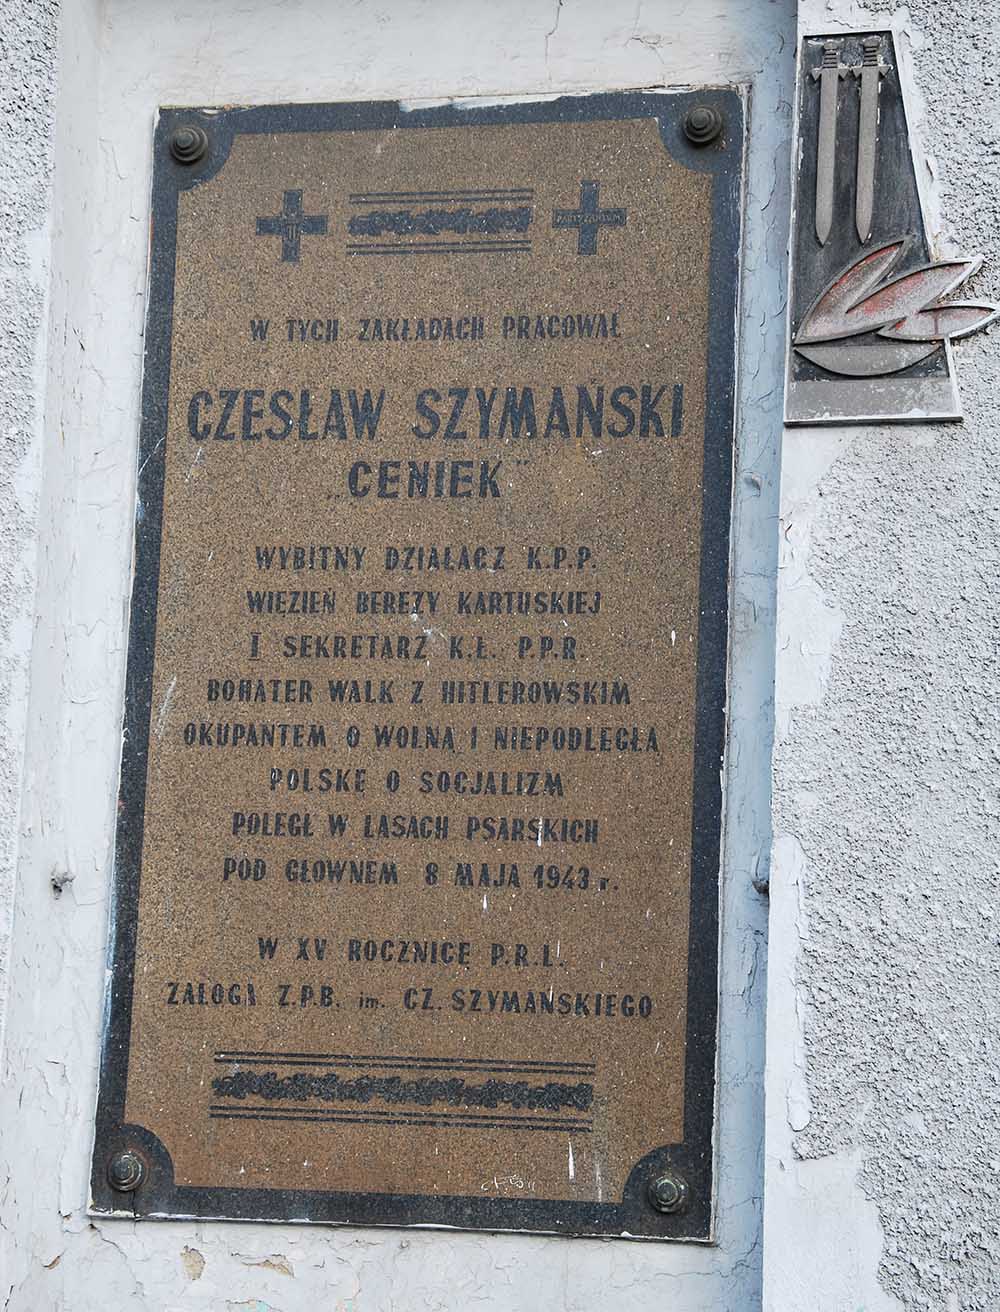 PARTYZANTOM
W TYCH ZAKŁADACH PRACOWAŁ
CZESŁAW SZYMAŃSKI
„CENIEK"
WYBITNY DZIAŁACZ K.P.P.
WIĘZIEŃ BEREZY KARTUSKIEJ
I SEKRETARZ K.Ł. P.P.R.
BOHATER WALK Z HITLEROWSKIM
OKUPANTEM O WOLNĄ I NIEPODLEGŁĄ
POLSKĘ O SOCJALIZM
POLEGŁ W LASACH PSARSKICH
POD GŁOWNEM 8 MAJA 1943 r.
W XV ROCZNICĘ P.R.L.
ZAŁOGA Z.P.B. im. CZ. SZYMAŃSKIEGO